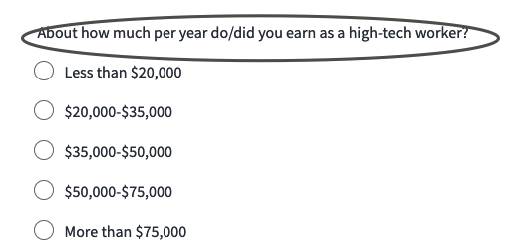 About how much per year do/did you earn as a high-tech worker?
Less than $20,000
$20,000-$35,000
$35,000-$50,000
$50,000-$75,000
More than $75,000